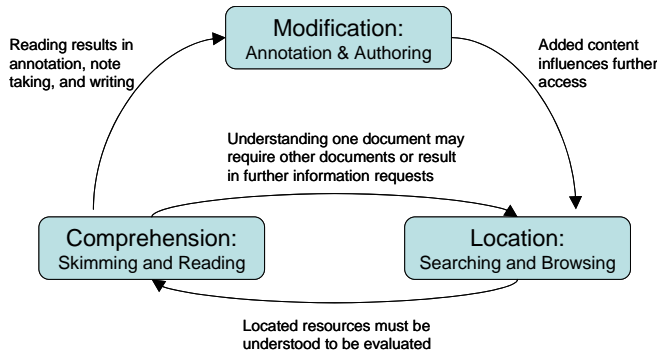 Modification:
Annotation & Authoring
Reading results in
annotation, note
taking, and writing
Added content
influences further
access
Understanding one document may
require other documents or result
in further information requests
Comprehension:
Skimming and Reading
Location:
Searching and Browsing
Located resources must be
understood to be evaluated